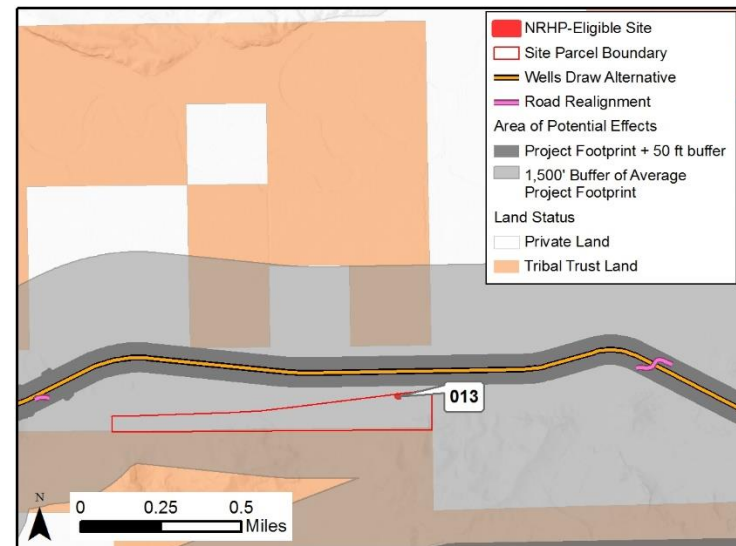 NRHP-Eligible Site
Site Parcel Boundary
Wells Draw Alternative
Road Realignment
Area of Potential Effects
Project Footprint + 50 ft buffer
1,500' Buffer of Average
Project Footprint
Land Status
Private Land
Tribal Trust Land
013
N
0 0.25 0.5
Miles